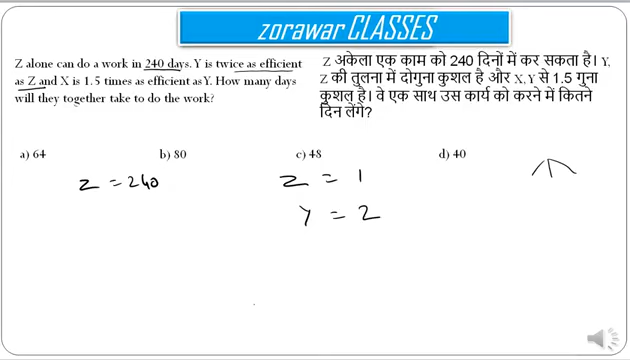 zorawar CLASSES
Z alone can do a work in 240 days. Y is twice as efficient
as Z and X is 1.5 times as efficient as Y. How many days
will they together take to do the work?
Z अकेला एक काम को 240 दिनों में कर सकता है। Y,
Z की तुलना में दोगुना कुशल है और X, Y से 1.5 गुना
कुशल है। वे एक साथ उस कार्य को करने में कितने
दिन लेंगे?
a) 64 b) 80 c) 48 d) 40
Z = 240
Z = 1
Y = 2